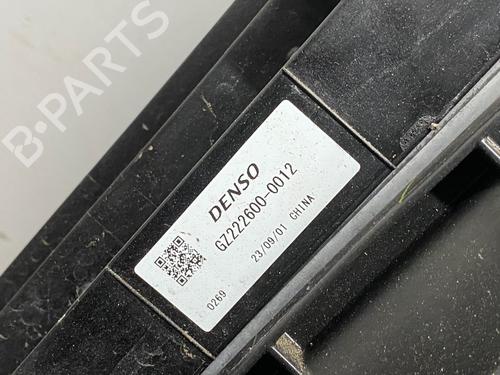 B-PARTS
DENSO
GZ222600-0012
0269 23/09/01 CHINA